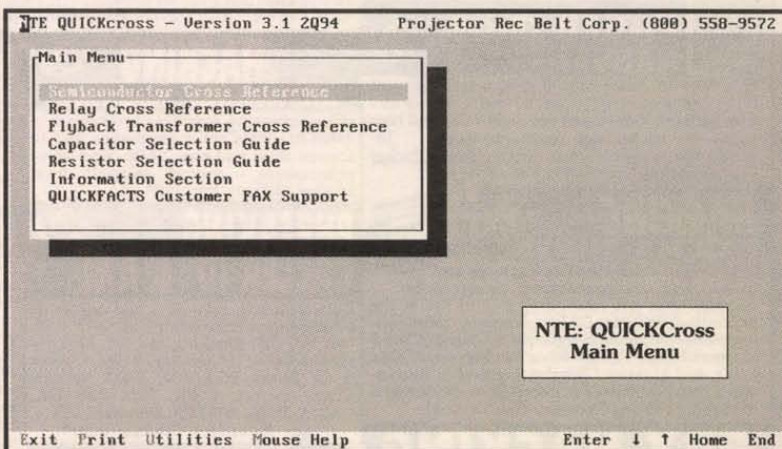 NTE QUICKcross - Version 3.1 2Q94 Projector Rec Belt Corp. (800) 558-9572
Main Menu
Semiconductor Cross Reference
Relay Cross Reference
Flyback Transformer Cross Reference
Capacitor Selection Guide
Resistor Selection Guide
Information Section
QUICKFACTS Customer FAX Support
NTE: QUICKCross
Main Menu
Exit Print Utilities Mouse Help Enter ↓ ↑ Home End